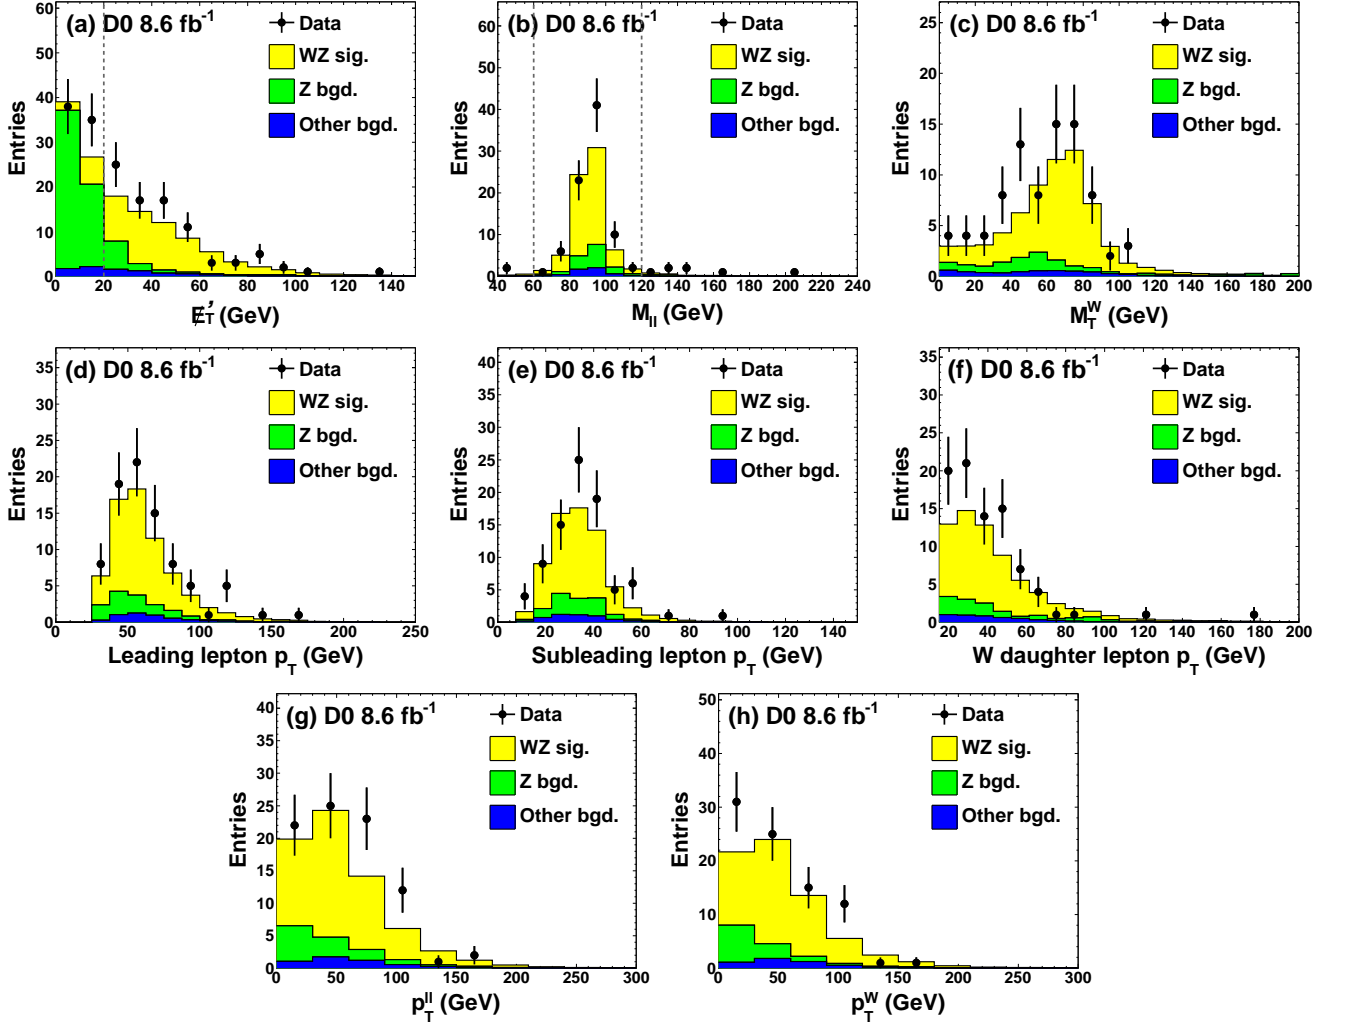 (a) D0 8.6 fb-1
Data
WZ sig.
Z bgd.
Other bgd.
Entries
60
50
40
30
20
10
0
0 20 40 60 80 100 120 140
E̸T' (GeV)
(b) D0 8.6 fb-1
Data
WZ sig.
Z bgd.
Other bgd.
Entries
60
50
40
30
20
10
0
40 60 80 100 120 140 160 180 200 220 240
Mll (GeV)
(c) D0 8.6 fb-1
Data
WZ sig.
Z bgd.
Other bgd.
Entries
25
20
15
10
5
0
0 20 40 60 80 100 120 140 160 180 200
MTW (GeV)
(d) D0 8.6 fb-1
Data
WZ sig.
Z bgd.
Other bgd.
Entries
35
30
25
20
15
10
5
0
0 50 100 150 200 250
Leading lepton pT (GeV)
(e) D0 8.6 fb-1
Data
WZ sig.
Z bgd.
Other bgd.
Entries
40
35
30
25
20
15
10
5
0
0 20 40 60 80 100 120 140
Subleading lepton pT (GeV)
(f) D0 8.6 fb-1
Data
WZ sig.
Z bgd.
Other bgd.
Entries
35
30
25
20
15
10
5
0
20 40 60 80 100 120 140 160 180 200
W daughter lepton pT (GeV)
(g) D0 8.6 fb-1
Data
WZ sig.
Z bgd.
Other bgd.
Entries
40
35
30
25
20
15
10
5
0
0 50 100 150 200 250 300
pTll (GeV)
(h) D0 8.6 fb-1
Data
WZ sig.
Z bgd.
Other bgd.
Entries
50
40
30
20
10
0
0 50 100 150 200 250 300
pTW (GeV)